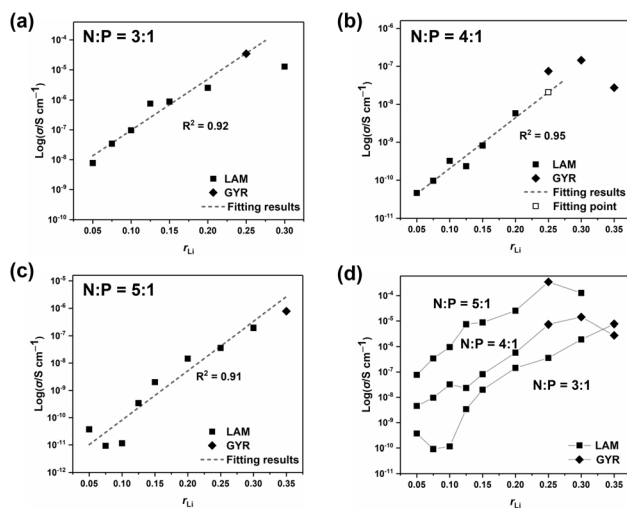 (a)
N:P = 3:1
Log(σ/S cm⁻¹)
10⁻⁴
10⁻⁵
10⁻⁶
10⁻⁷
10⁻⁸
10⁻⁹
10⁻¹⁰
R² = 0.92
LAM
GYR
Fitting results
0.05 0.10 0.15 0.20 0.25 0.30
rLi
(b)
N:P = 4:1
Log(σ/S cm⁻¹)
10⁻⁶
10⁻⁷
10⁻⁸
10⁻⁹
10⁻¹⁰
10⁻¹¹
R² = 0.95
LAM
GYR
Fitting results
Fitting point
0.05 0.10 0.15 0.20 0.25 0.30 0.35
rLi
(c)
N:P = 5:1
Log(σ/S cm⁻¹)
10⁻⁵
10⁻⁶
10⁻⁷
10⁻⁸
10⁻⁹
10⁻¹⁰
10⁻¹¹
10⁻¹²
R² = 0.91
LAM
GYR
Fitting results
0.05 0.10 0.15 0.20 0.25 0.30 0.35
rLi
(d)
Log(σ/S cm⁻¹)
10⁻⁴
10⁻⁵
10⁻⁶
10⁻⁷
10⁻⁸
10⁻⁹
10⁻¹⁰
10⁻¹¹
N:P = 5:1
N:P = 4:1
N:P = 3:1
LAM
GYR
0.05 0.10 0.15 0.20 0.25 0.30 0.35
rLi